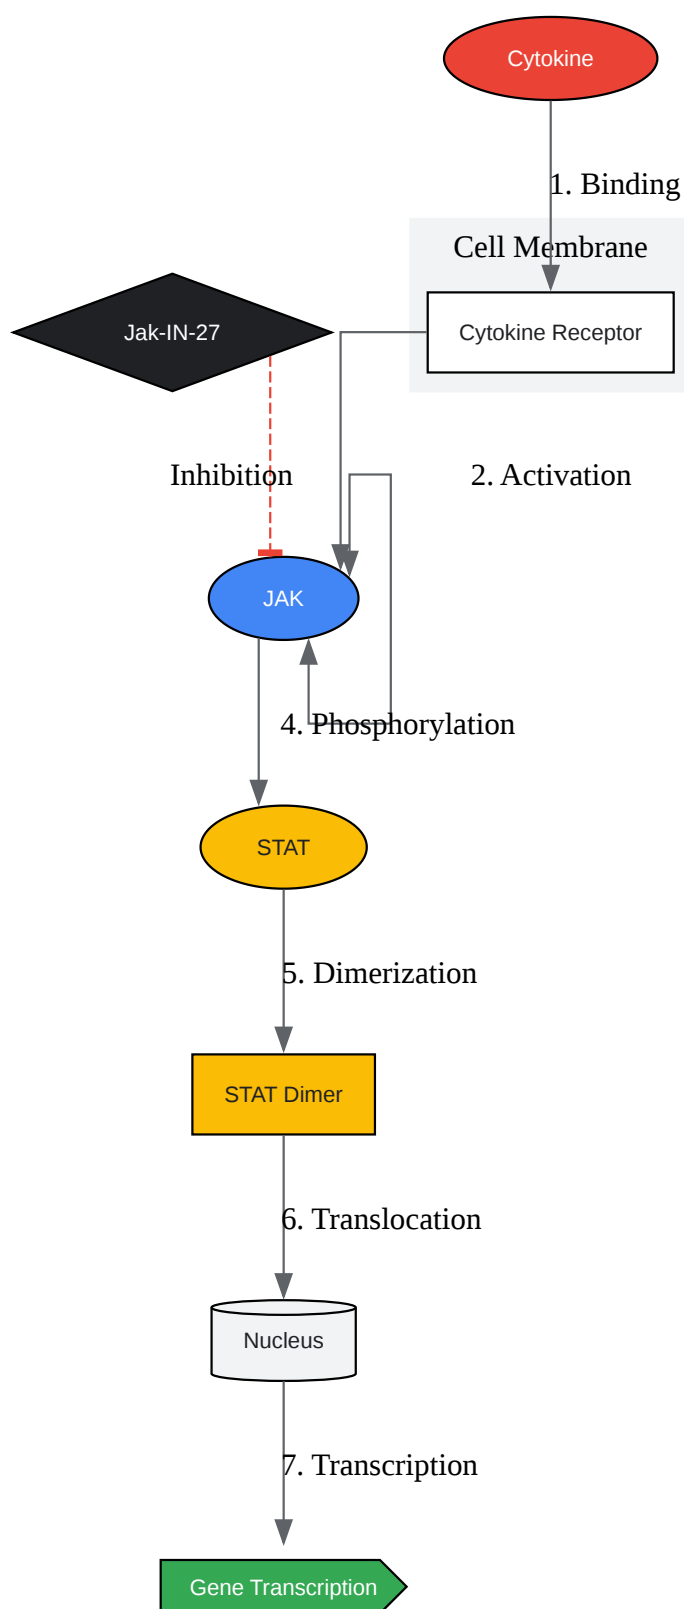 Cytokine
1. Binding
Cell Membrane
Jak-IN-27
Cytokine Receptor
Inhibition
2. Activation
JAK
4. Phosphorylation
STAT
5. Dimerization
STAT Dimer
6. Translocation
Nucleus
7. Transcription
Gene Transcription